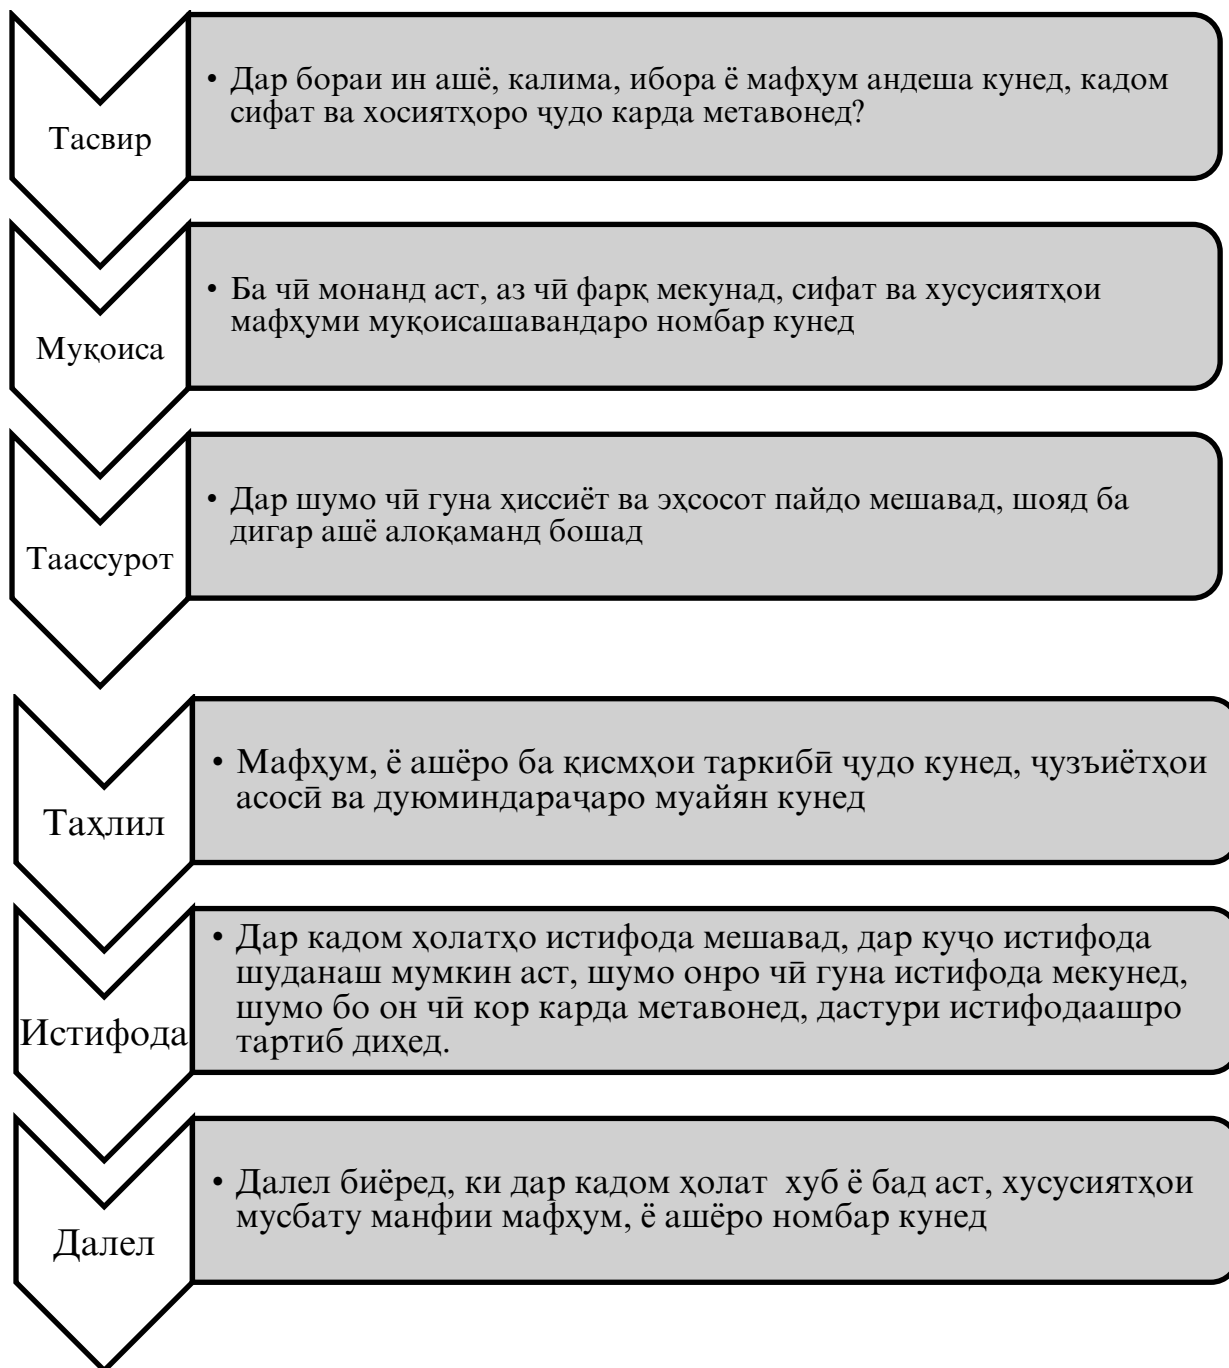 Тасвир
• Дар бораи ин ашё, калима, ибора ё мафҳум андеша кунед, кадом
сифат ва хосиятҳоро ҷудо карда метавонед?
Муқоиса
• Ба чӣ монанд аст, аз чӣ фарқ мекунад, сифат ва хусусиятҳои
мафҳуми муқоисашавандаро номбар кунед
Таассурот
• Дар шумо чӣ гуна ҳиссиёт ва эҳсосот пайдо мешавад, шояд ба
дигар ашё алоқаманд бошад
Таҳлил
• Мафҳум, ё ашёро ба қисмҳои таркибӣ ҷудо кунед, ҷузъиётҳои
асосӣ ва дуюминдараҷаро муайян кунед
Истифода
• Дар кадом ҳолатҳо истифода мешавад, дар куҷо истифода
шуданаш мумкин аст, шумо онро чӣ гуна истифода мекунед,
шумо бо он чӣ кор карда метавонед, дастури истифодаашро
тартиб диҳед.
Далел
• Далел биёред, ки дар кадом ҳолат хуб ё бад аст, хусусиятҳои
мусбату манфии мафҳум, ё ашёро номбар кунед